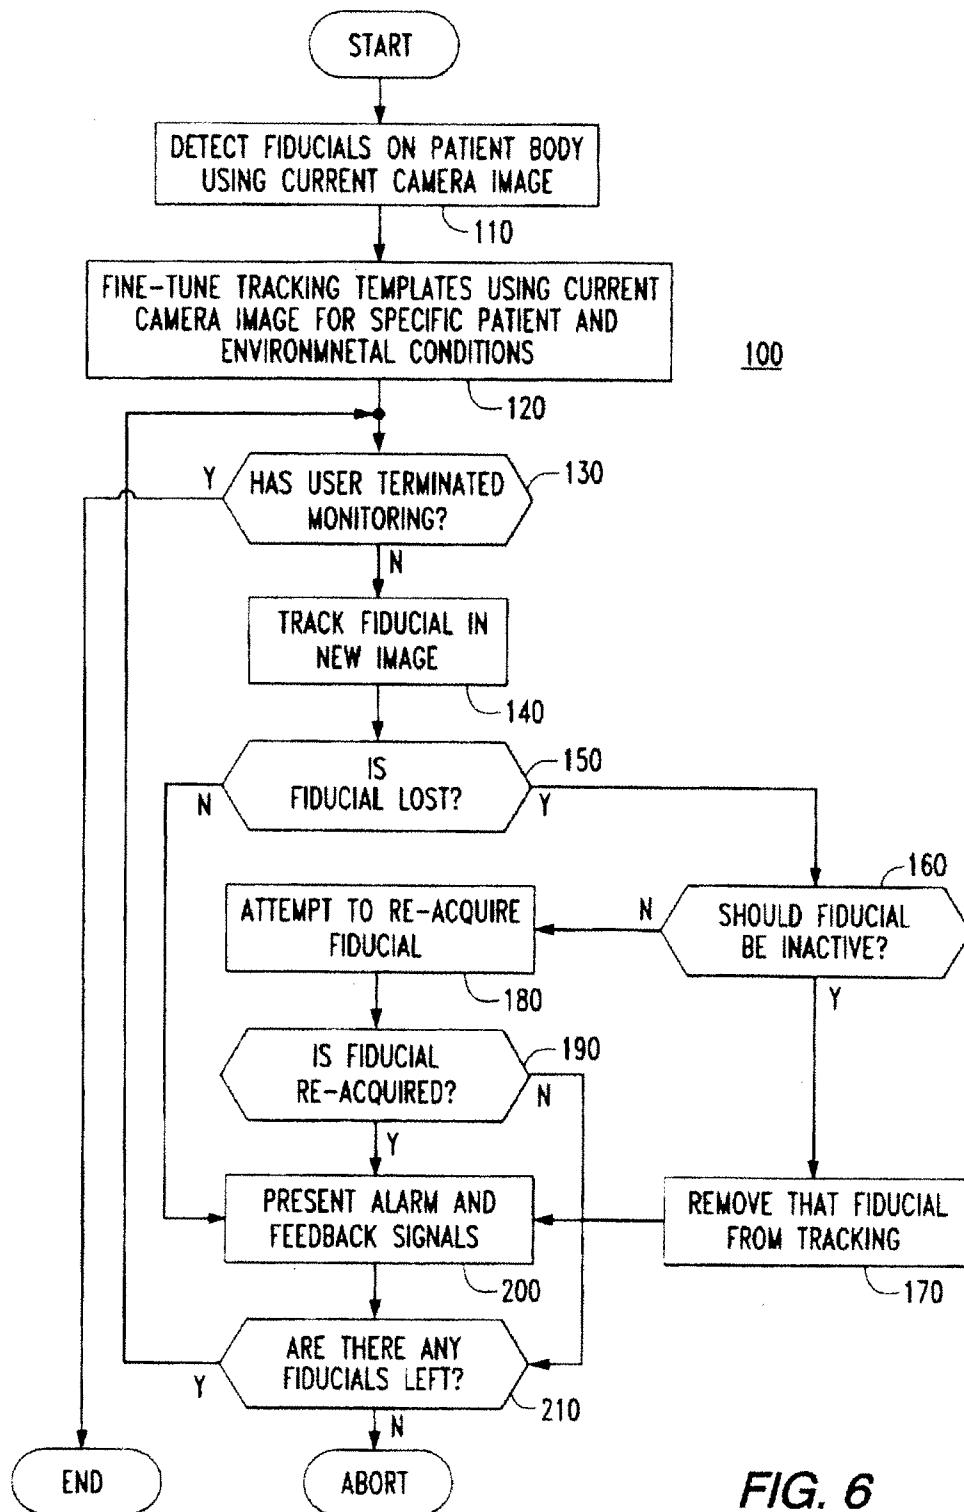 START
DETECT FIDUCIALS ON PATIENT BODY
USING CURRENT CAMERA IMAGE
110
FINE-TUNE TRACKING TEMPLATES USING CURRENT
CAMERA IMAGE FOR SPECIFIC PATIENT AND
ENVIRONMNETAL CONDITIONS
100
120
Y
HAS USER TERMINATED
MONITORING?
130
N
TRACK FIDUCIAL IN
NEW IMAGE
140
IS
FIDUCIAL LOST?
150
N
Y
160
ATTEMPT TO RE-ACQUIRE
FIDUCIAL
N
SHOULD FIDUCIAL
BE INACTIVE?
180
Y
IS FIDUCIAL
RE-ACQUIRED?
190
N
Y
PRESENT ALARM AND
FEEDBACK SIGNALS
REMOVE THAT FIDUCIAL
FROM TRACKING
200
170
ARE THERE ANY
FIDUCIALS LEFT?
Y
210
N
END
ABORT
FIG. 6